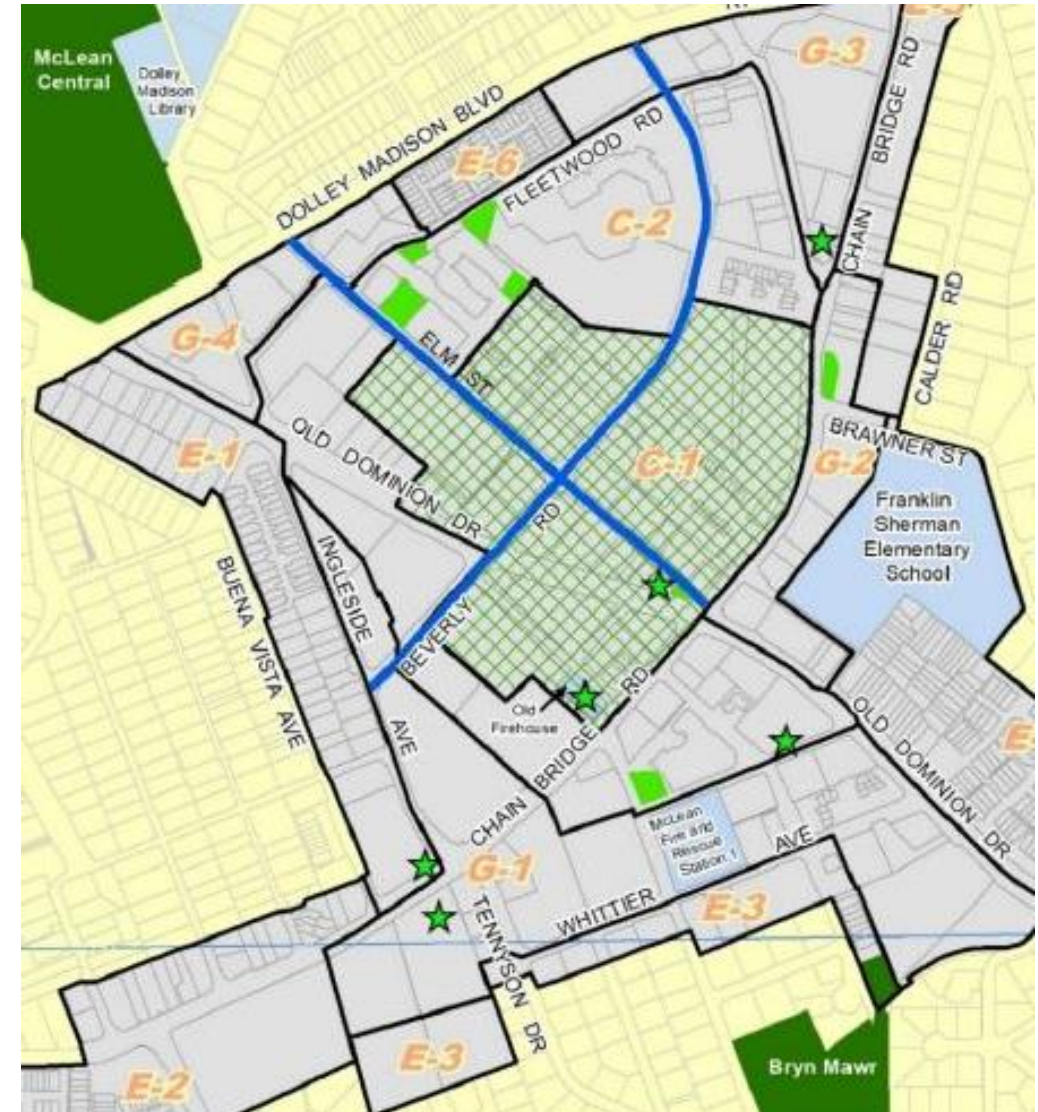 McLean
Central
Dolley
Madison
Library
DOLLEY MADISON BLVD
G-3
BRIDGE RD
E-6
FLEETWOOD RD
C-2
CHAIN
G-4
ELM ST
CALDER RD
E-1
OLD DOMINION DR
C-1
BRAWNER ST
G-2
Franklin
Sherman
Elementary
School
RD
INGLESIDE
BUENA VISTA AVE
BEVERLY
RD
Old
Firehouse
AVE
BRIDGE
OLD DOMINION DR
CHAIN
McLean
Fire and
Rescue
Station 1
AVE
G-1
WHITTIER
E-3
TENNYSON DR
E-3
E-2
Bryn Mawr